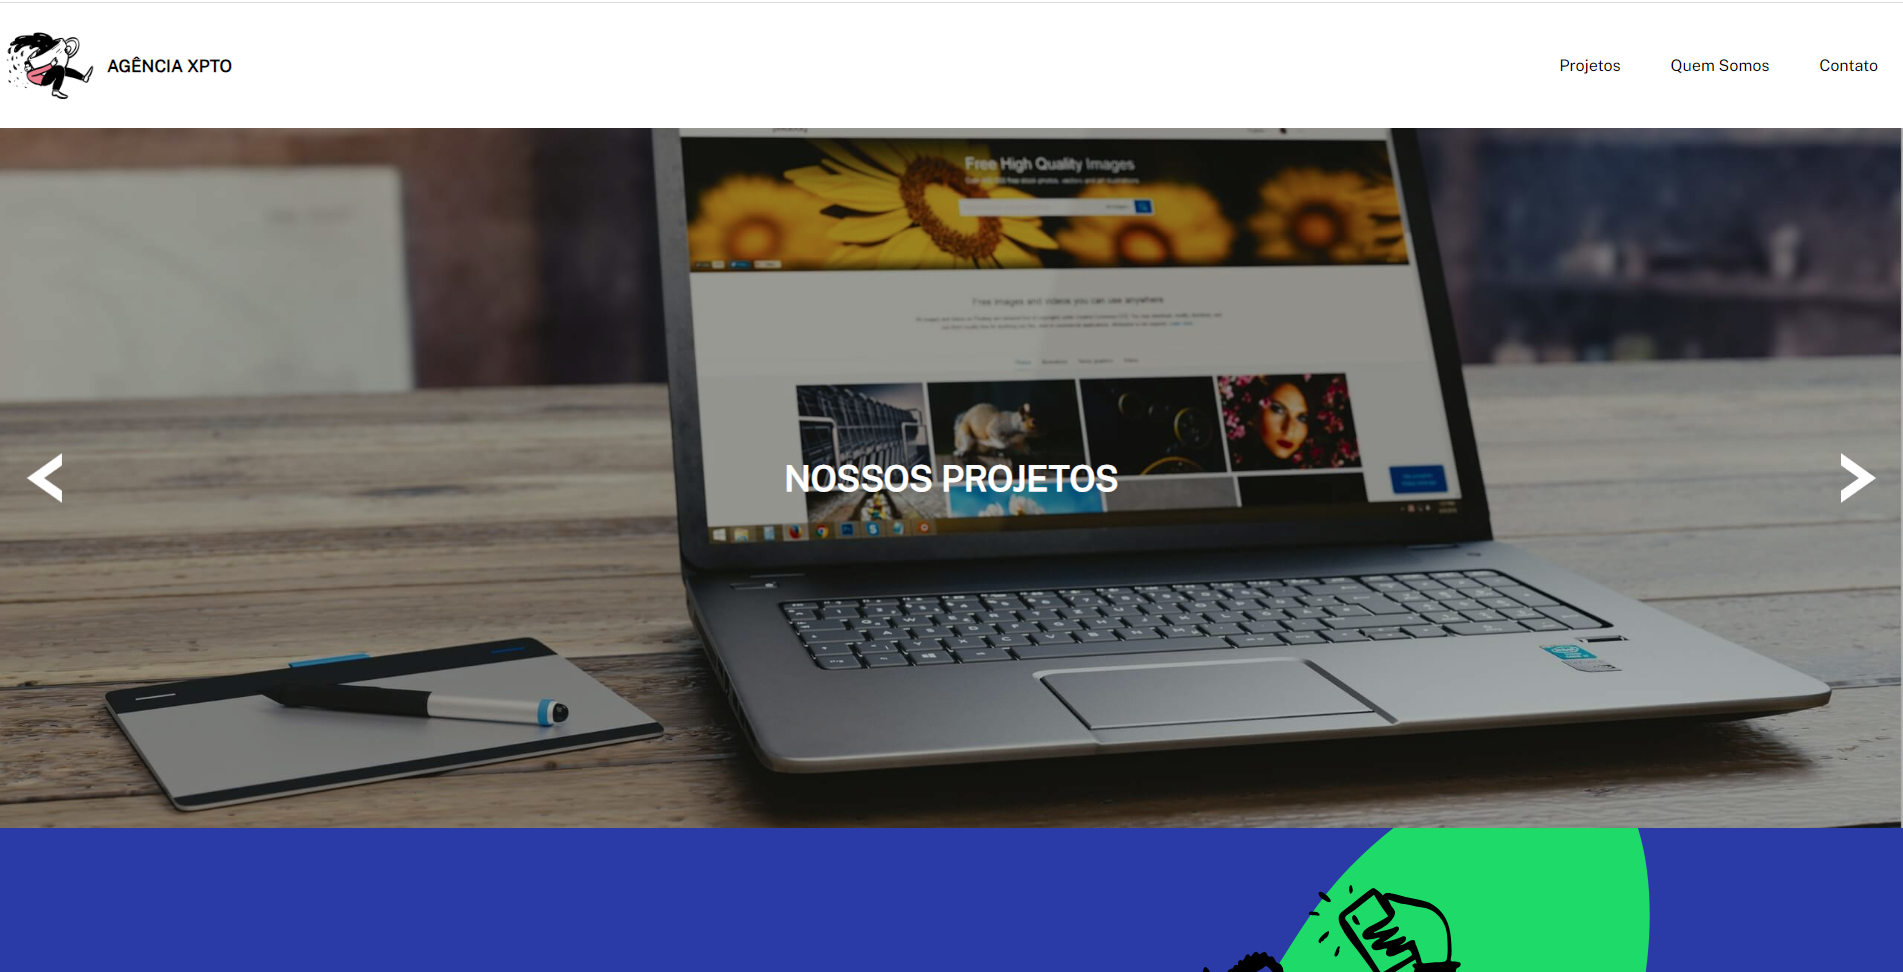 AGÊNCIA XPTO
Projetos
Quem Somos
Contato
Free High Quality Images
Free images and videos you can use anywhere
NOSSOS PROJETOS